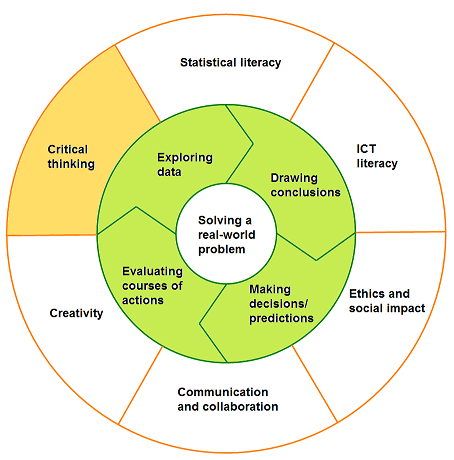 Statistical literacy
Critical
thinking
ICT
literacy
Exploring
data
Drawing
conclusions
Solving a
real-world
problem
Evaluating
courses of
actions
Making
decisions/
predictions
Creativity
Ethics and
social impact
Communication
and collaboration